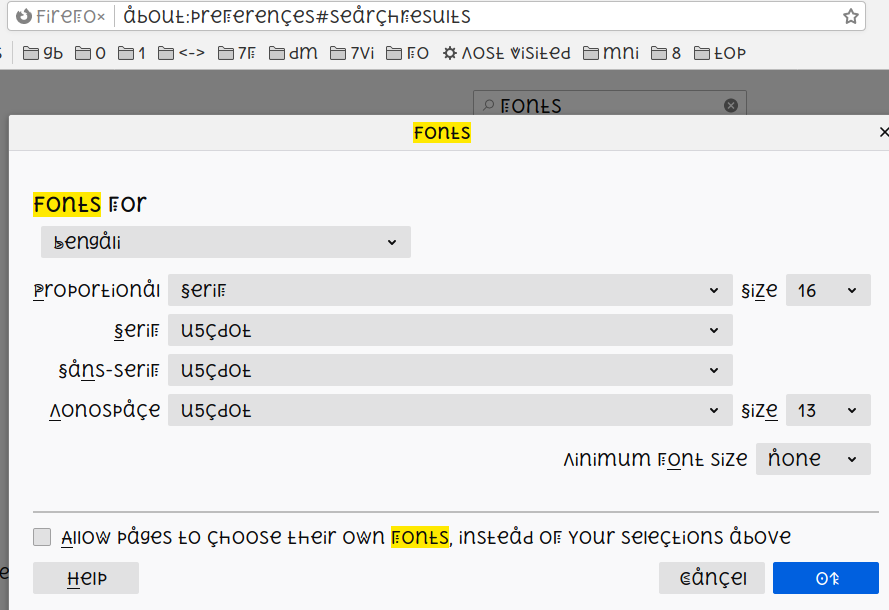 Firefox about:preferences#searchresults
gb 0 1 <-> 7f dm 7vi fo Most Visited mni 8 top
fonts
Fonts
Fonts for
Bengali
Proportional Serif Size 16
Serif u5cdot
Sans-serif u5cdot
Monospace u5cdot Size 13
Minimum font size None
Allow pages to choose their own fonts, instead of your selections above
Help Cancel OK